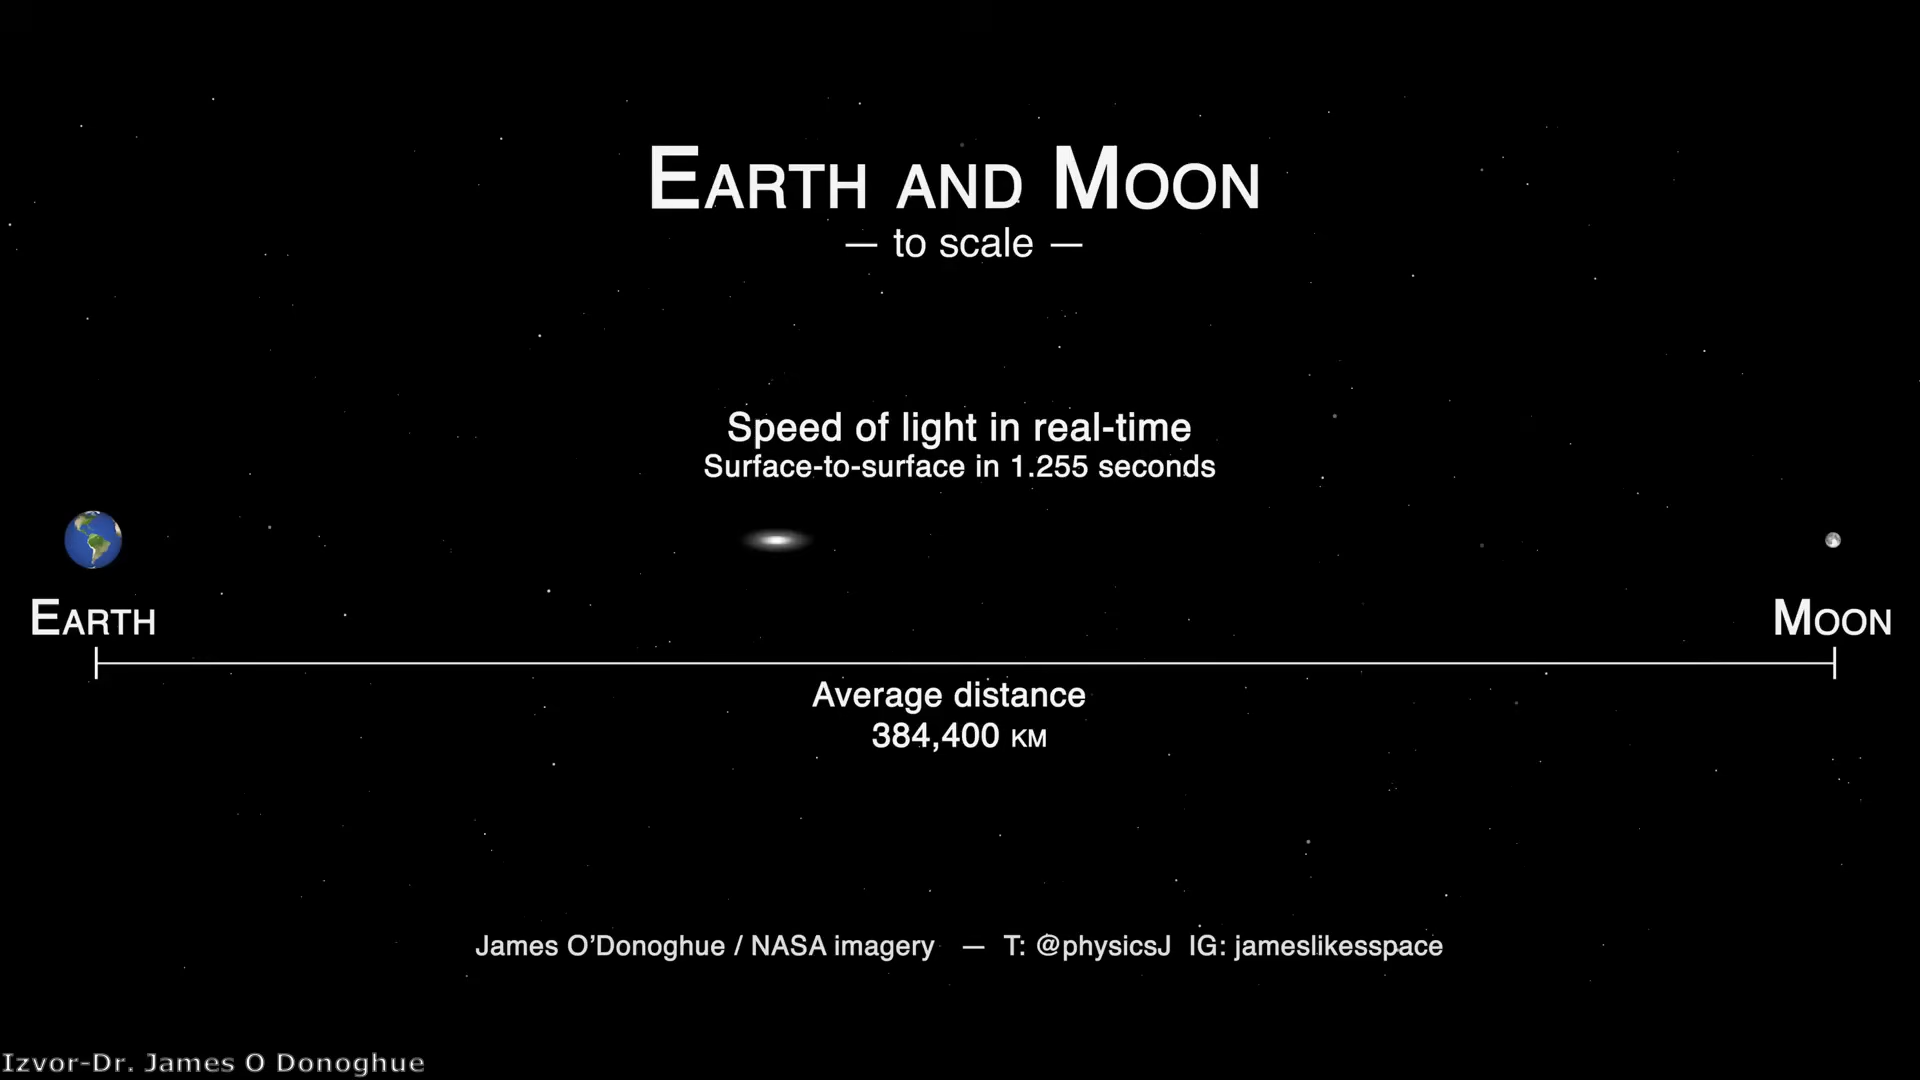 EARTH AND MOON
— to scale —
Speed of light in real-time
Surface-to-surface in 1.255 seconds
EARTH
MOON
Average distance
384,400 KM
James O’Donoghue / NASA imagery — T: @physicsJ IG: jameslikesspace
Izvor-Dr. James O Donoghue